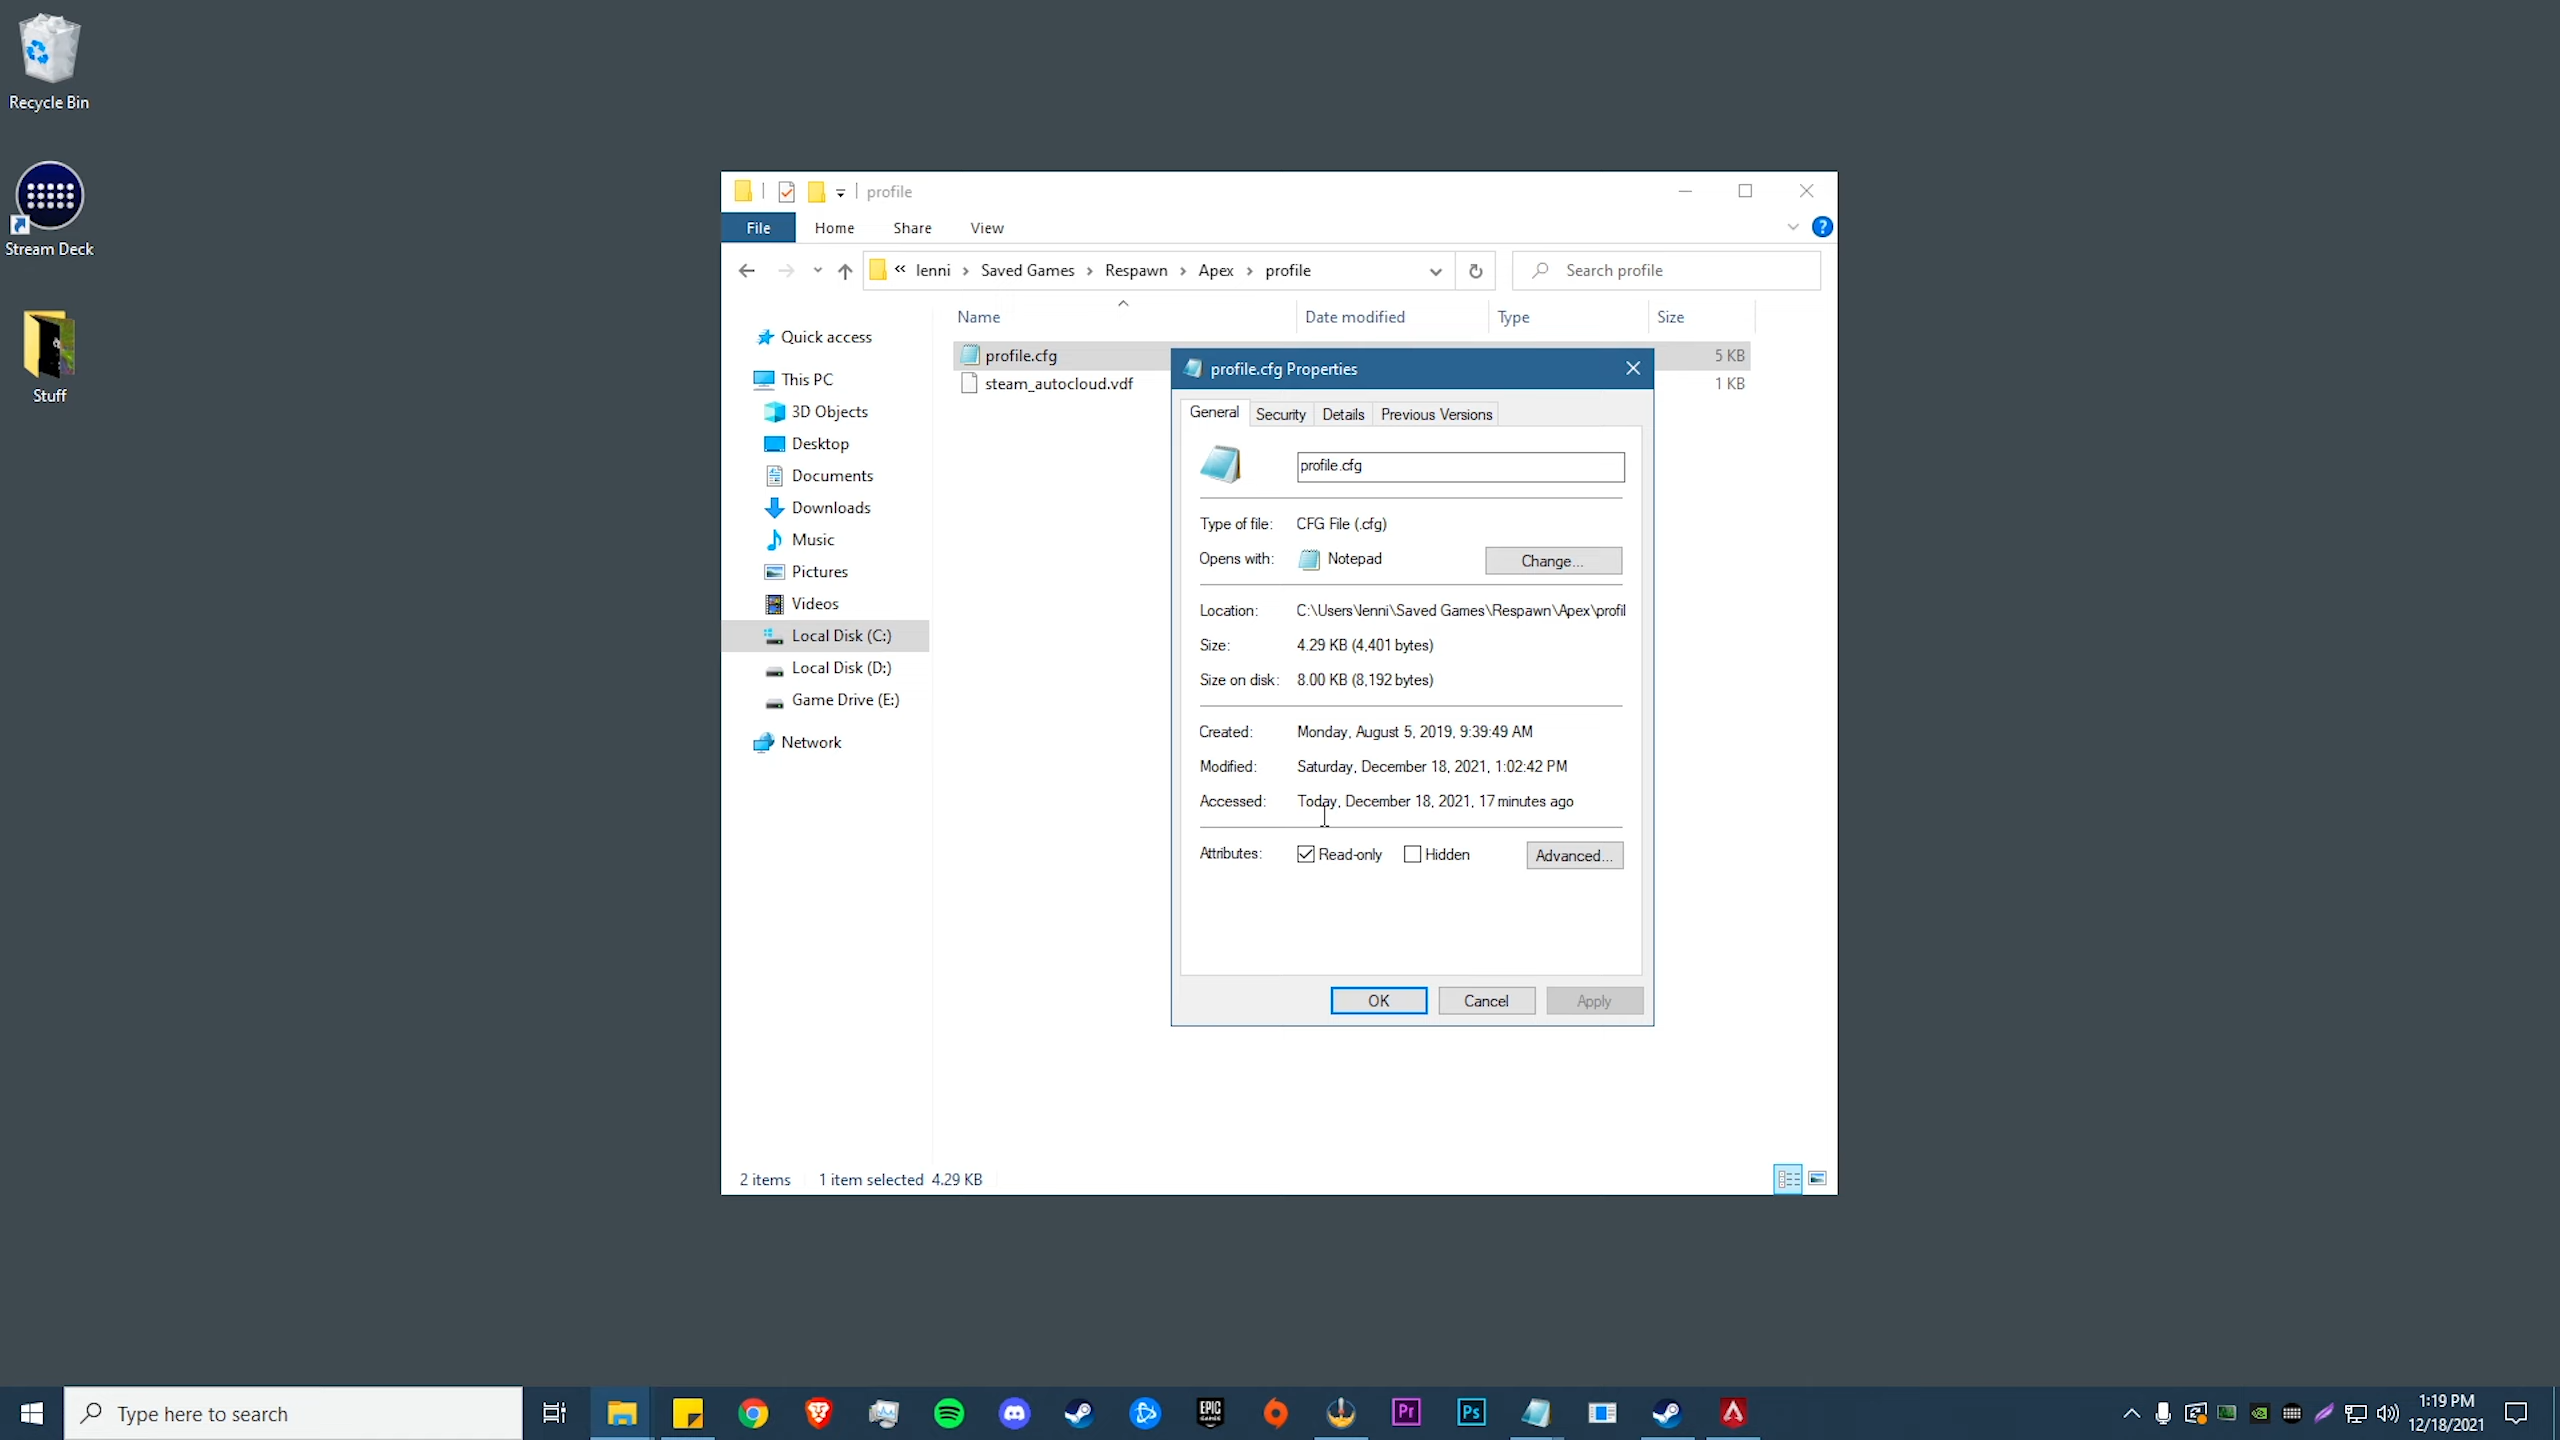 Recycle Bin
Stream Deck
Stuff
profile
File Home Share View
« lenni › Saved Games › Respawn › Apex › profile
Search profile
Name Date modified Type Size
Quick access
This PC
3D Objects
Desktop
Documents
Downloads
Music
Pictures
Videos
Local Disk (C:)
Local Disk (D:)
Game Drive (E:)
Network
profile.cfg 5 KB
steam_autocloud.vdf 1 KB
profile.cfg Properties
General Security Details Previous Versions
profile.cfg
Type of file: CFG File (.cfg)
Opens with: Notepad Change...
Location: C:\Users\lenni\Saved Games\Respawn\Apex\profil
Size: 4.29 KB (4,401 bytes)
Size on disk: 8.00 KB (8,192 bytes)
Created: Monday, August 5, 2019, 9:39:49 AM
Modified: Saturday, December 18, 2021, 1:02:42 PM
Accessed: Today, December 18, 2021, 17 minutes ago
Attributes: Read-only Hidden Advanced...
OK Cancel Apply
2 items 1 item selected 4.29 KB
Type here to search
EPIC GAMES
Pr
Ps
1:19 PM
12/18/2021